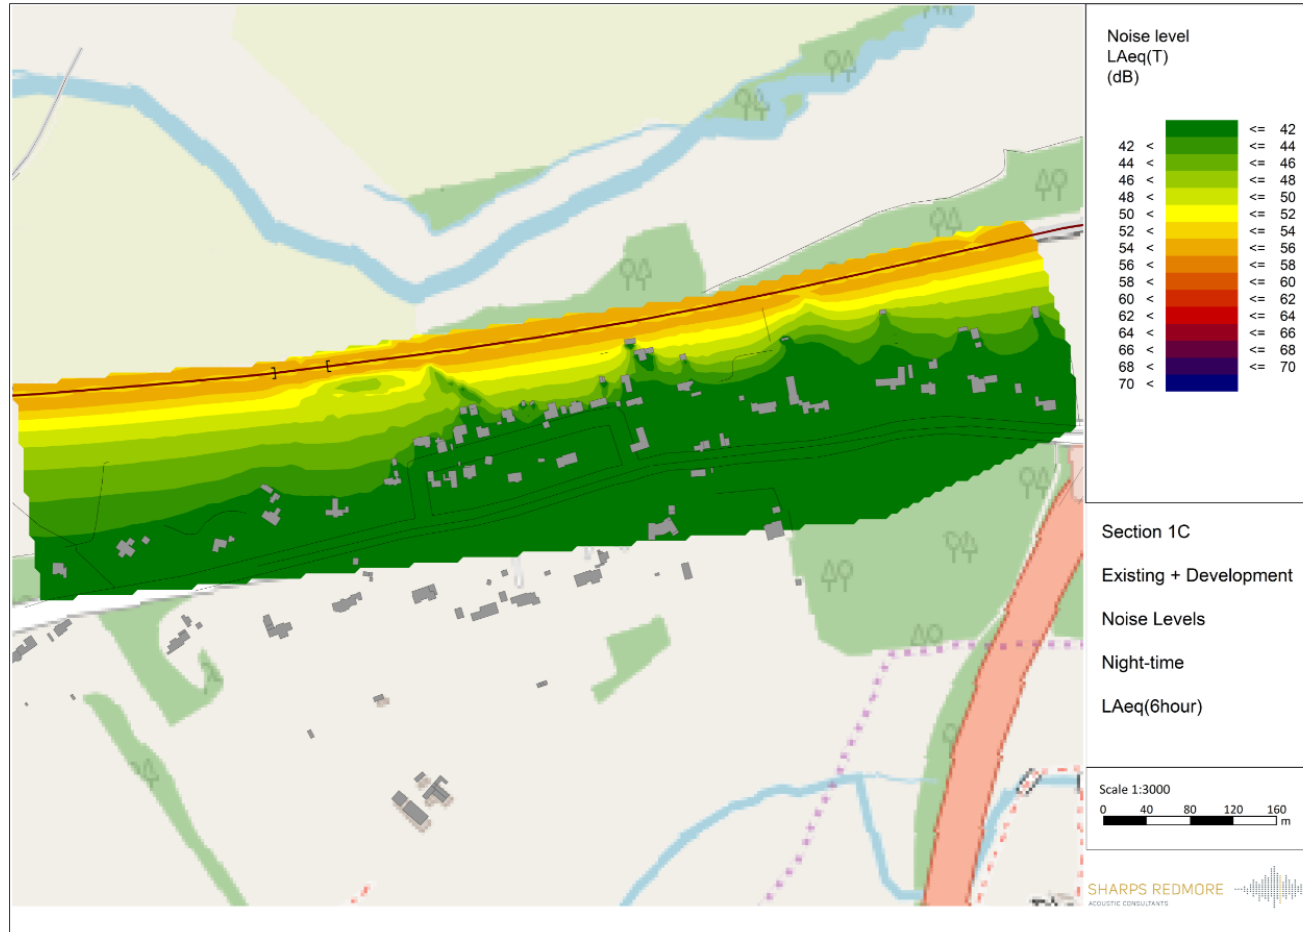 Noise level
LAeq(T)
(dB)
<= 42
42 < <= 44
44 < <= 46
46 < <= 48
48 < <= 50
50 < <= 52
52 < <= 54
54 < <= 56
56 < <= 58
58 < <= 60
60 < <= 62
62 < <= 64
64 < <= 66
66 < <= 68
68 < <= 70
70 <
Section 1C
Existing + Development
Noise Levels
Night-time
LAeq(6hour)
Scale 1:3000
0 40 80 120 160
m
SHARPS REDMORE
ACOUSTIC CONSULTANTS